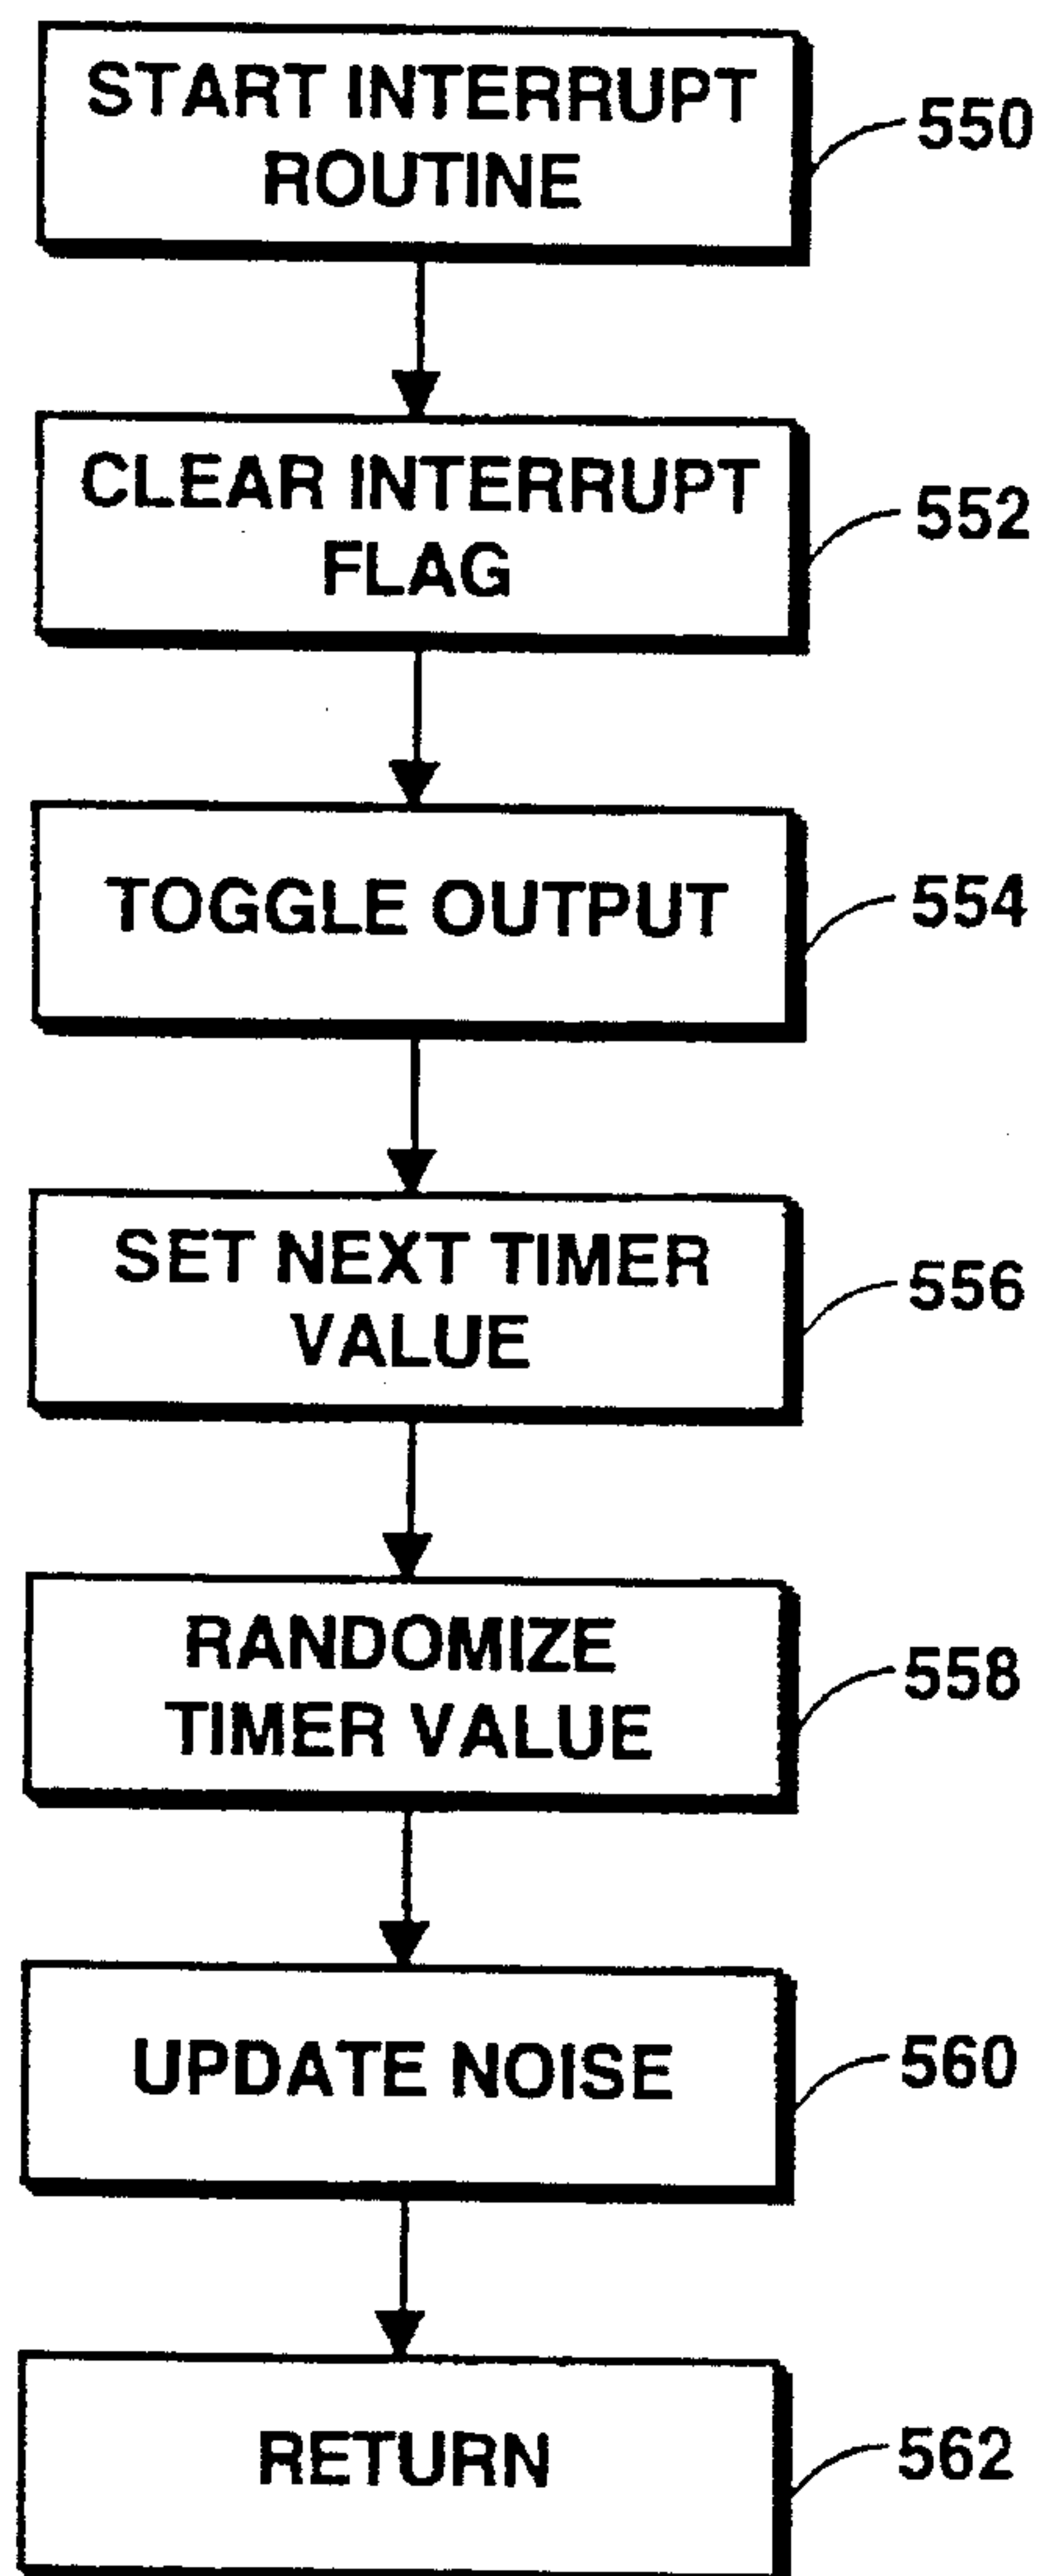 START INTERRUPT
ROUTINE
550
CLEAR INTERRUPT
FLAG
552
TOGGLE OUTPUT
554
SET NEXT TIMER
VALUE
556
RANDOMIZE
TIMER VALUE
558
UPDATE NOISE
560
RETURN
562